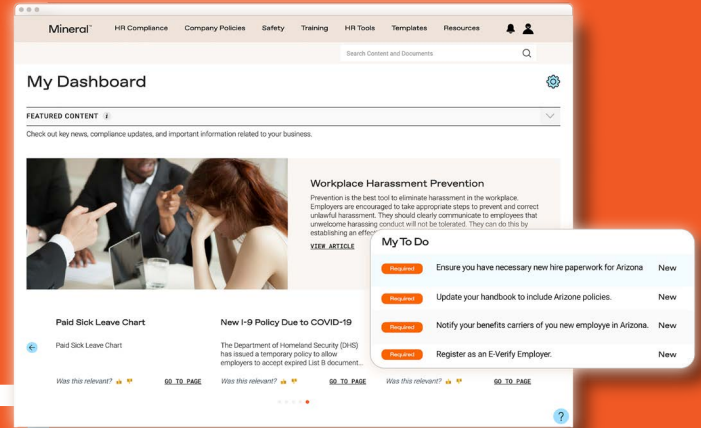 Mineral™
HR Compliance Company Policies Safety Training HR Tools Templates Resources
Search Content and Documents
My Dashboard
FEATURED CONTENT i
Check out key news, compliance updates, and important information related to your business.
Workplace Harassment Prevention
Prevention is the best tool to eliminate harassment in the workplace.
Employers are encouraged to take appropriate steps to prevent and correct
unlawful harassment. They should clearly communicate to employees that
unwelcome harassing conduct will not be tolerated. They can do this by
establishing an
VIEW ARTICLE
My To Do
Required Ensure you have necessary new hire paperwork for Arizona New
Required Update your handbook to include Arizone policies. New
Required Notify your benefits carriers of you new employye in Arizona. New
Required Register as an E-Verify Employer. New
Paid Sick Leave Chart
Paid Sick Leave Chart
Was this relevant? GO TO PAGE
New I-9 Policy Due to COVID-19
The Department of Homeland Security (DHS)
has issued a temporary policy to allow
employers to accept expired List B document...
Was this relevant? GO TO PAGE
Was this relevant? GO TO PAGE
?